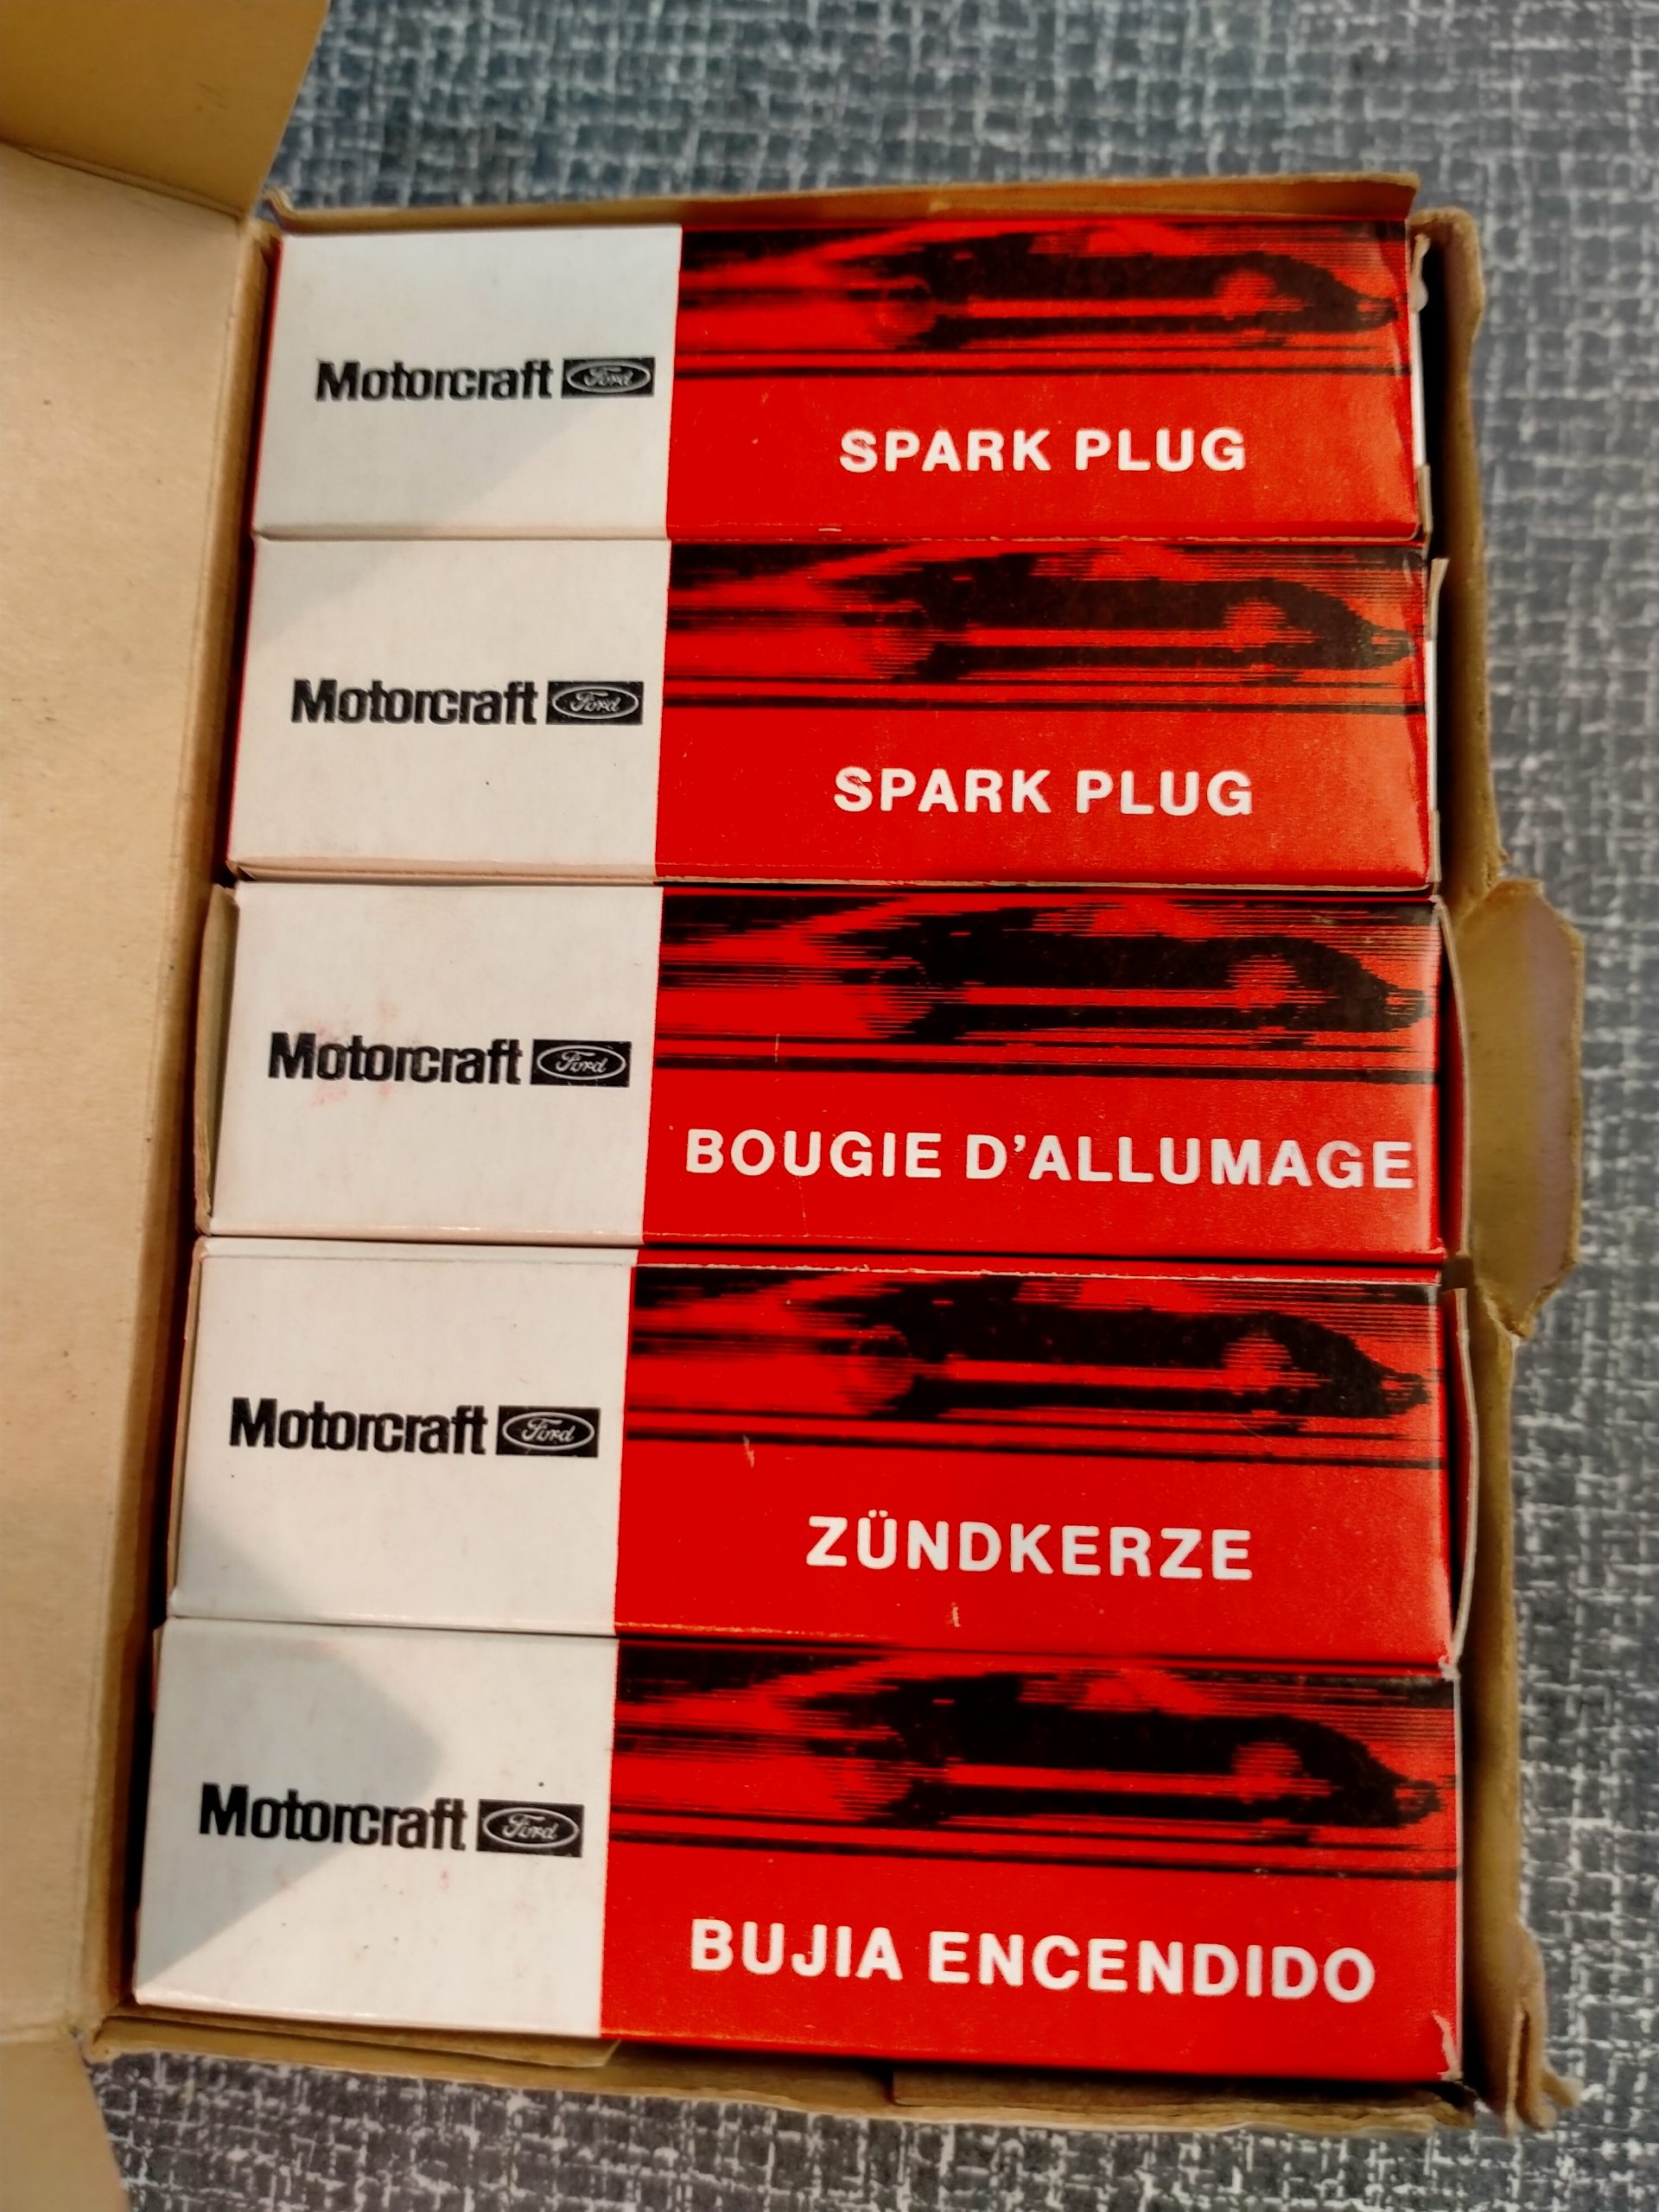 Motorcraft Ford
SPARK PLUG
Motorcraft Ford
SPARK PLUG
Motorcraft Ford
BOUGIE D'ALLUMAGE
Motorcraft Ford
ZÜNDKERZE
Motorcraft Ford
BUJIA ENCENDIDO